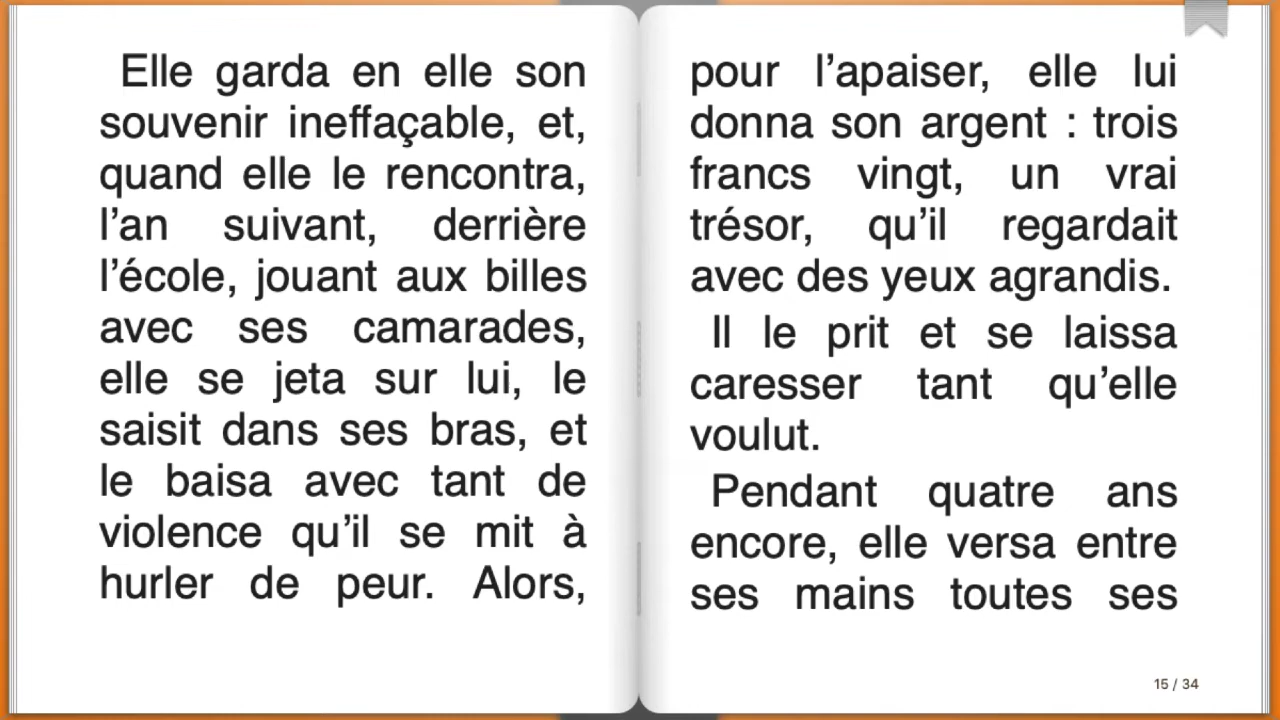 Elle garda en elle son
souvenir ineffaçable, et,
quand elle le rencontra,
l’an suivant, derrière
l’école, jouant aux billes
avec ses camarades,
elle se jeta sur lui, le
saisit dans ses bras, et
le baisa avec tant de
violence qu’il se mit à
hurler de peur. Alors,
pour l’apaiser, elle lui
donna son argent : trois
francs vingt, un vrai
trésor, qu’il regardait
avec des yeux agrandis.
Il le prit et se laissa
caresser tant qu’elle
voulut.
Pendant quatre ans
encore, elle versa entre
ses mains toutes ses
15 / 34